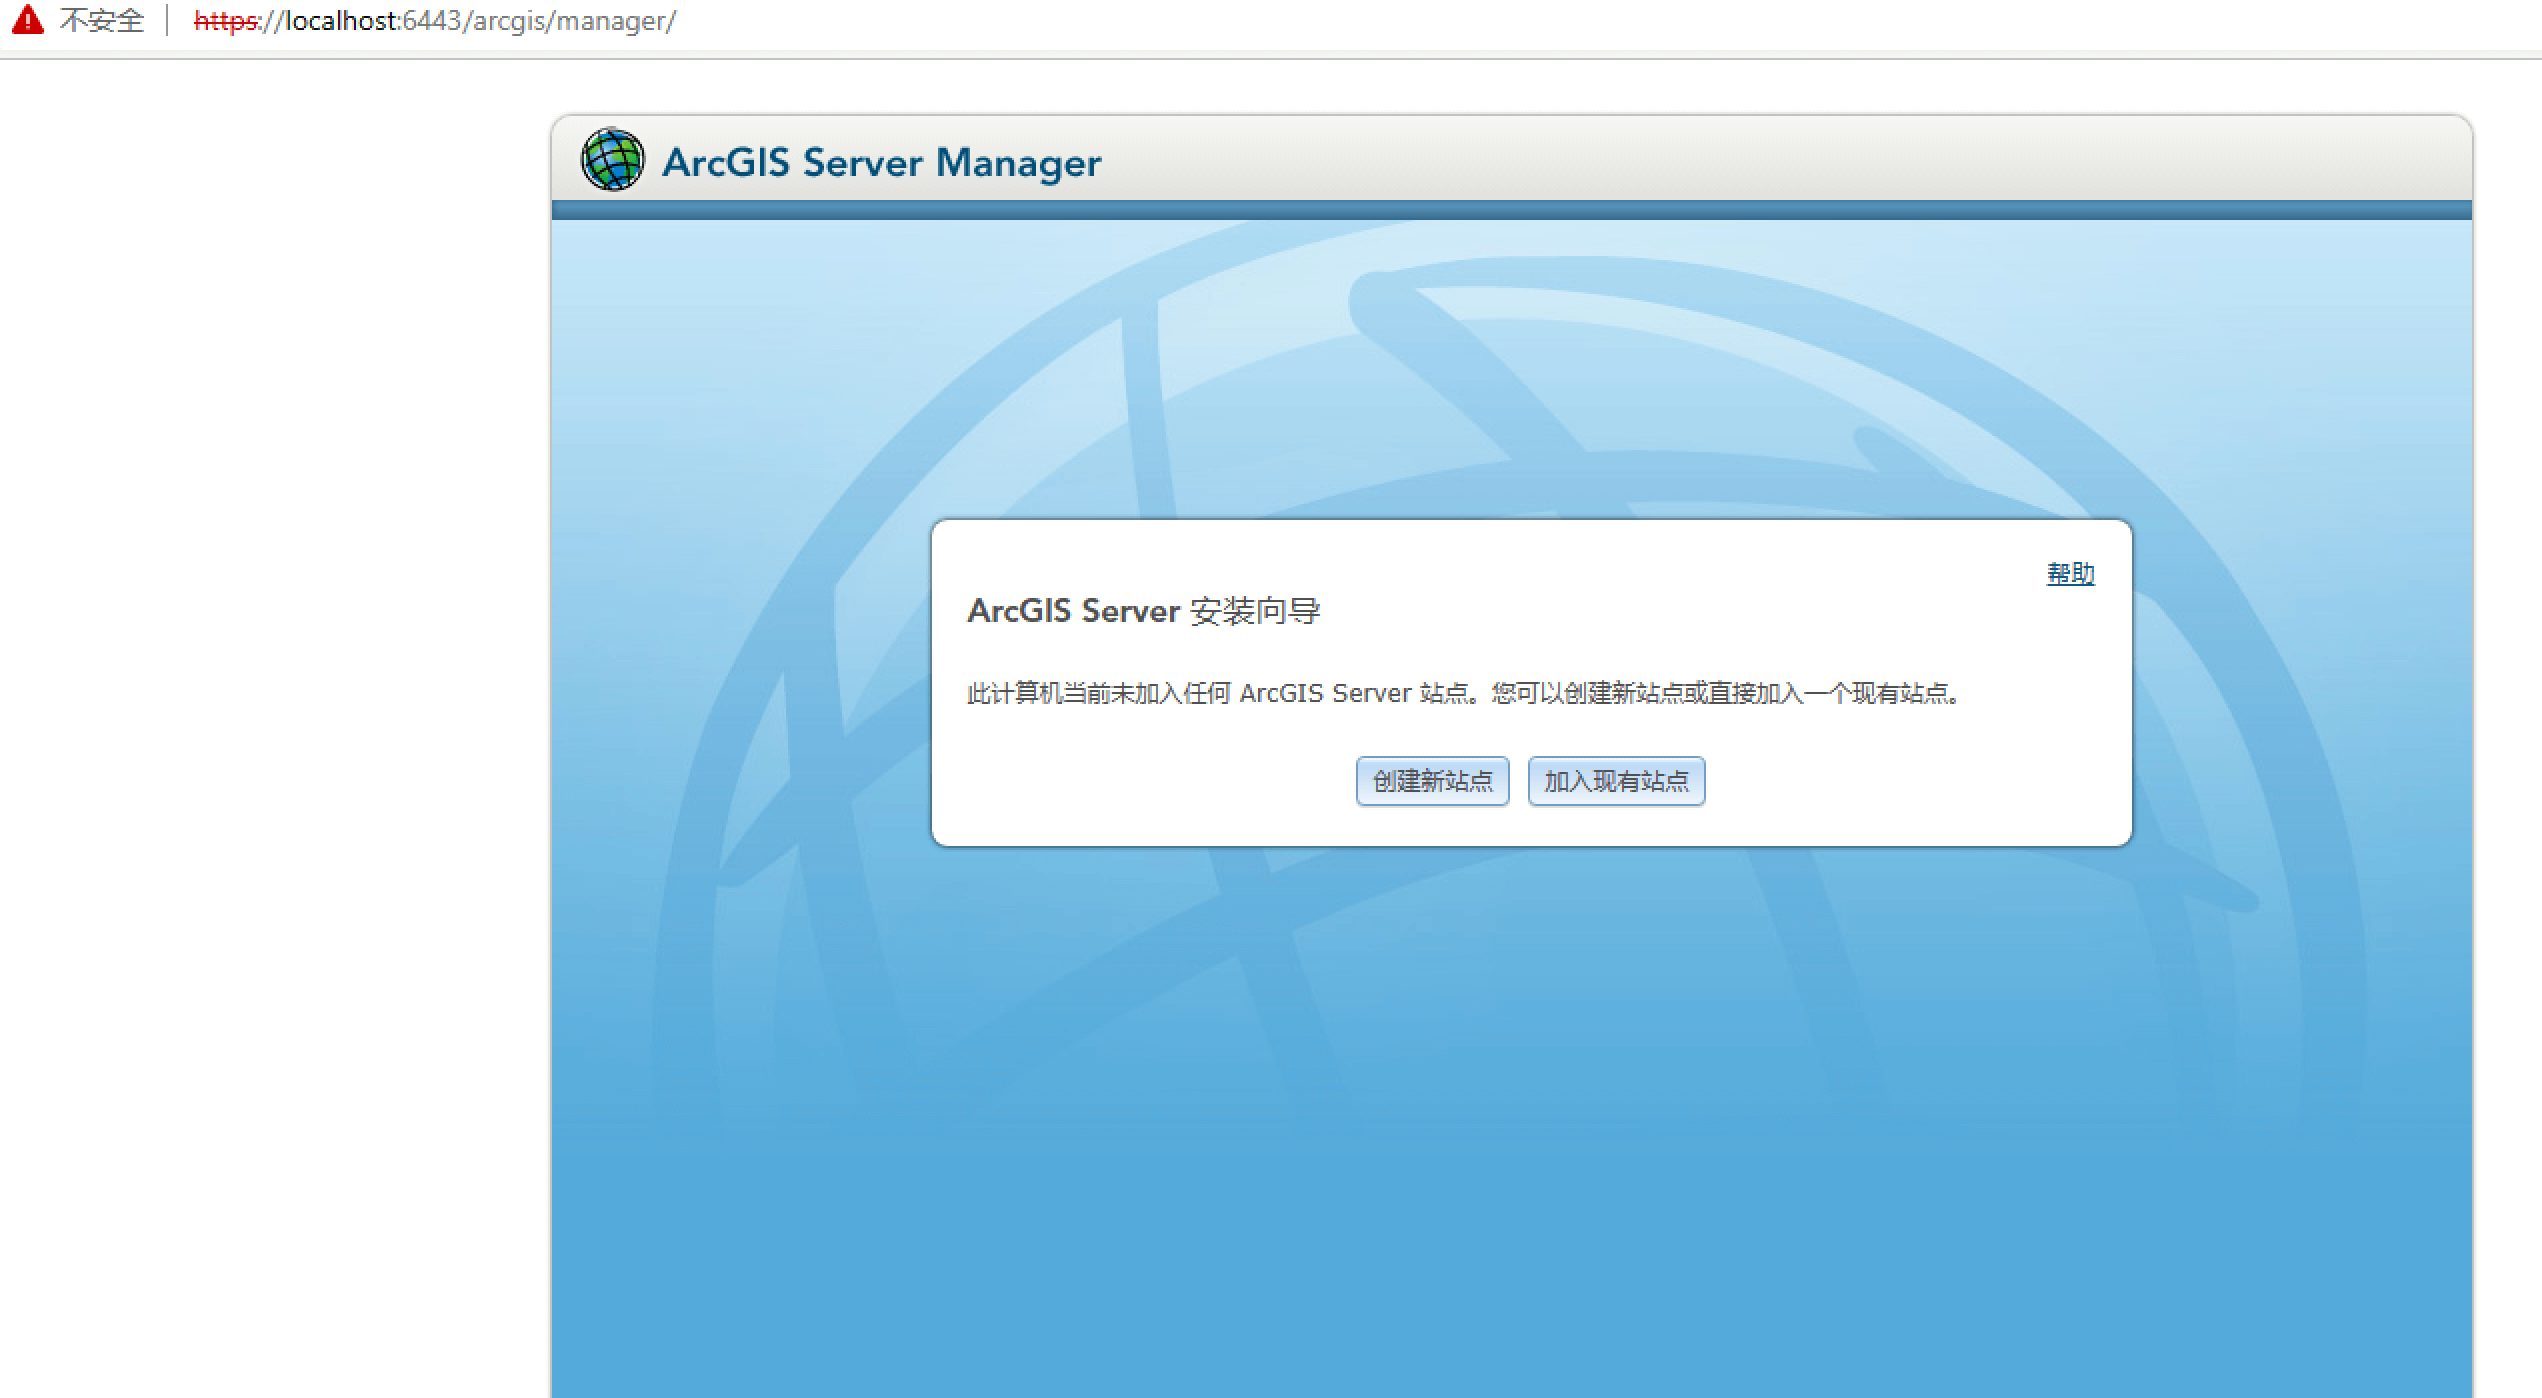 不安全 | https://localhost:6443/arcgis/manager/
ArcGIS Server Manager
帮助
ArcGIS Server 安装向导
此计算机当前未加入任何 ArcGIS Server 站点。您可以创建新站点或直接加入一个现有站点。
创建新站点 加入现有站点